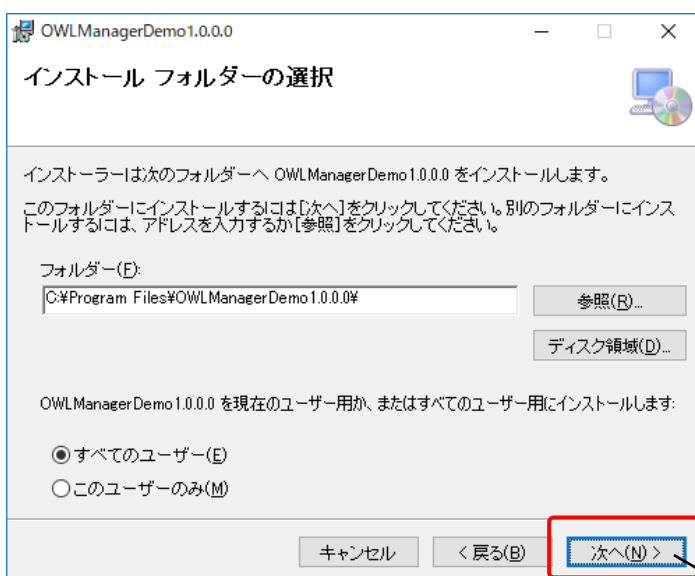 OWLManagerDemo1.0.0.0
インストール フォルダーの選択
インストーラーは次のフォルダーへ OWLManagerDemo1.0.0.0 をインストールします。
このフォルダーにインストールするには[次へ]をクリックしてください。別のフォルダーにインス
トールするには、アドレスを入力するか[参照]をクリックしてください。
フォルダー(F):
C:¥Program Files¥OWLManagerDemo1.0.0.0¥
参照(R)...
ディスク領域(D)...
OWLManagerDemo1.0.0.0 を現在のユーザー用か、またはすべてのユーザー用にインストールします:
すべてのユーザー(E)
このユーザーのみ(M)
キャンセル
< 戻る(B)
次へ(N) >